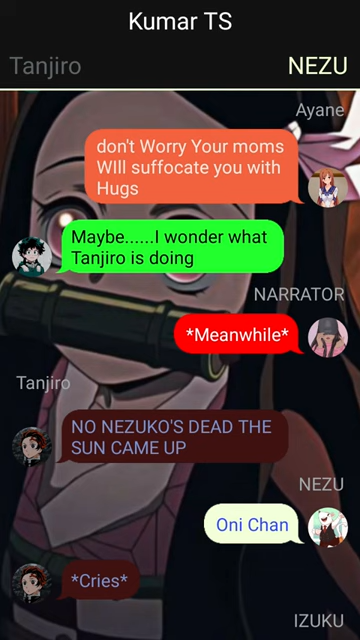 Kumar TS
Tanjiro
NEZU
Ayane
don't Worry Your moms
WIll suffocate you with
Hugs
Maybe......I wonder what
Tanjiro is doing
NARRATOR
*Meanwhile*
Tanjiro
NO NEZUKO'S DEAD THE
SUN CAME UP
NEZU
Oni Chan
*Cries*
IZUKU